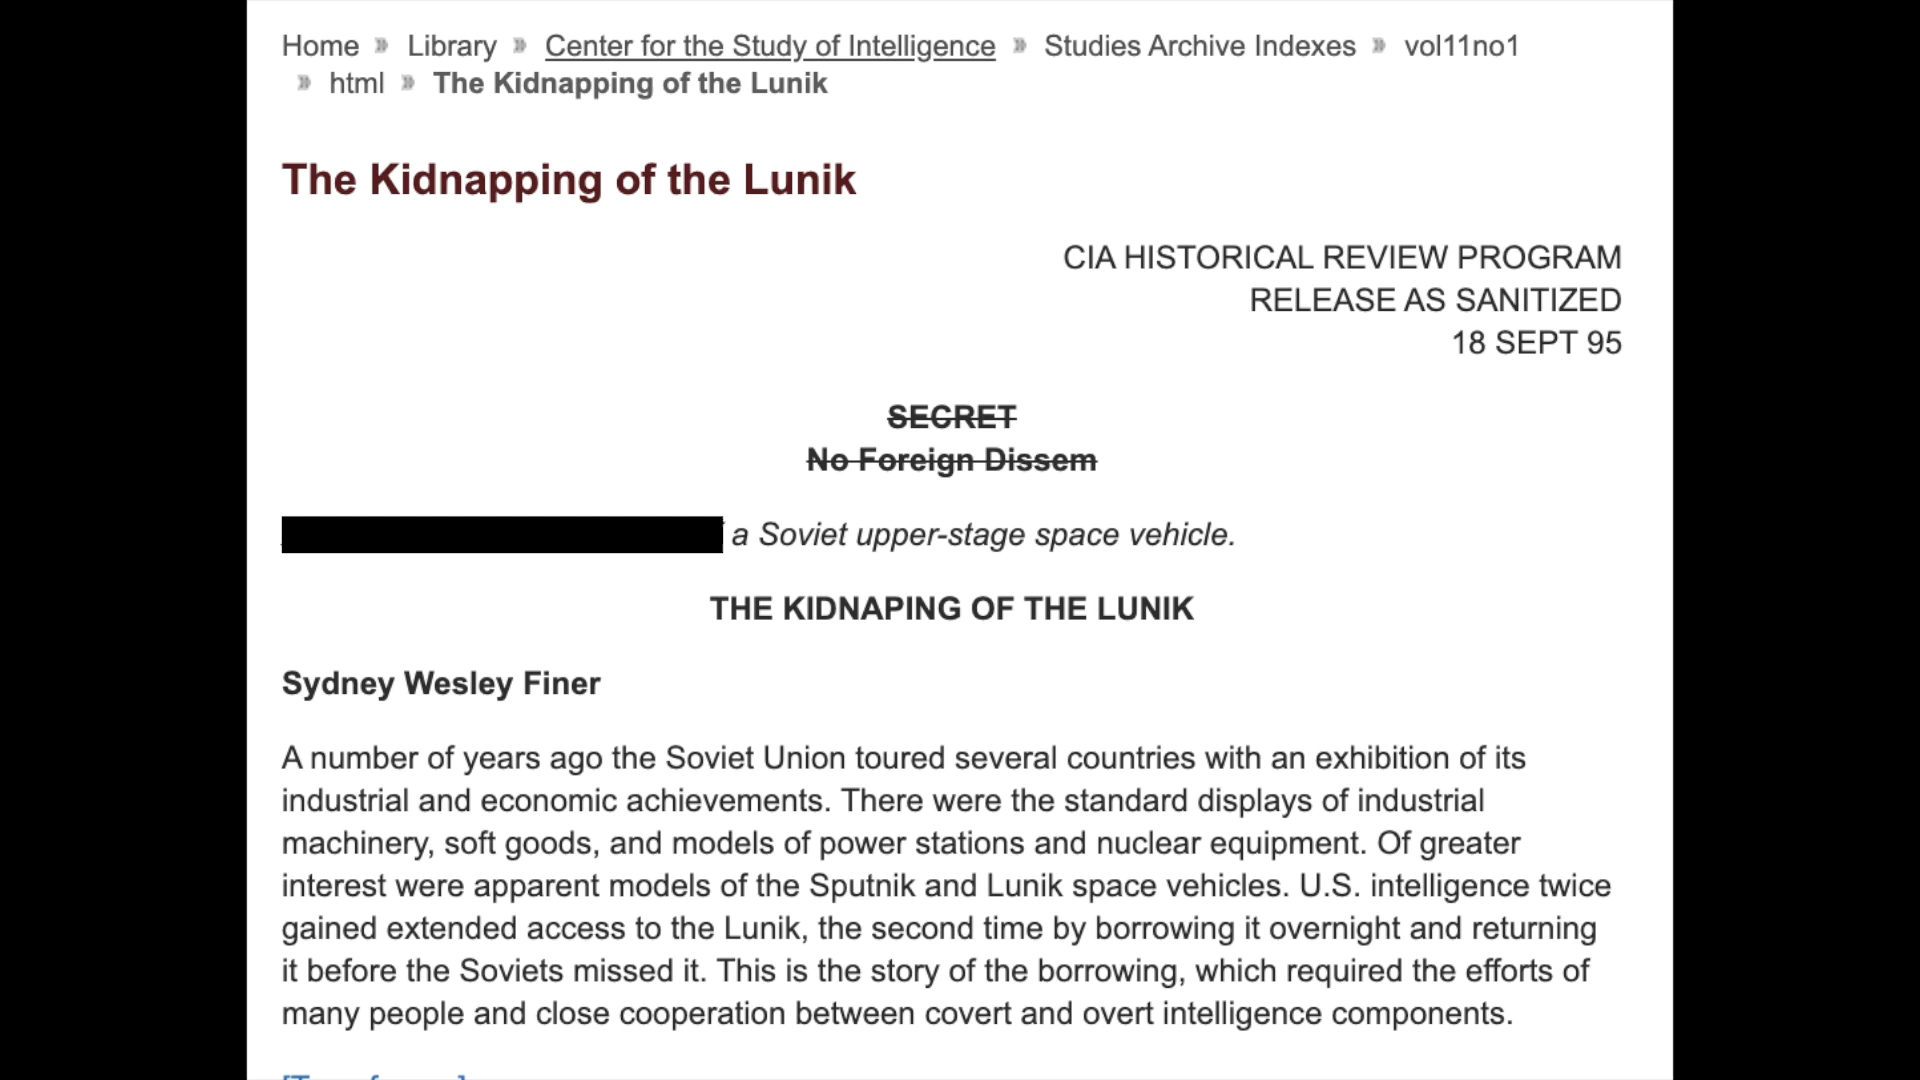 Home » Library » Center for the Study of Intelligence » Studies Archive Indexes » vol11no1
» html » The Kidnapping of the Lunik
The Kidnapping of the Lunik
CIA HISTORICAL REVIEW PROGRAM
RELEASE AS SANITIZED
18 SEPT 95
SECRET
No Foreign Dissem
a Soviet upper-stage space vehicle.
THE KIDNAPING OF THE LUNIK
Sydney Wesley Finer
A number of years ago the Soviet Union toured several countries with an exhibition of its
industrial and economic achievements. There were the standard displays of industrial
machinery, soft goods, and models of power stations and nuclear equipment. Of greater
interest were apparent models of the Sputnik and Lunik space vehicles. U.S. intelligence twice
gained extended access to the Lunik, the second time by borrowing it overnight and returning
it before the Soviets missed it. This is the story of the borrowing, which required the efforts of
many people and close cooperation between covert and overt intelligence components.